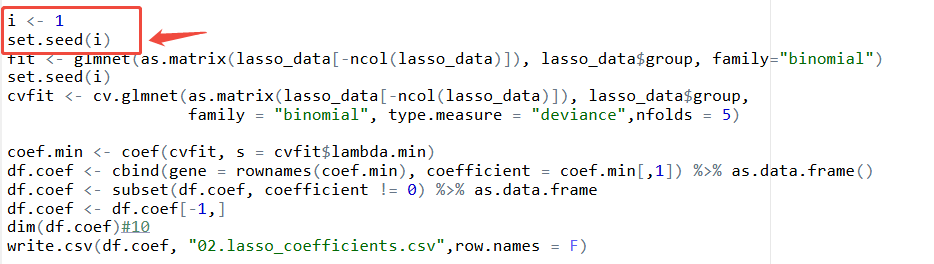 i <- 1
set.seed(i)
fit <- glmnet(as.matrix(lasso_data[-ncol(lasso_data)]), lasso_data$group, family="binomial")
set.seed(i)
cvfit <- cv.glmnet(as.matrix(lasso_data[-ncol(lasso_data)]), lasso_data$group,
family = "binomial", type.measure = "deviance",nfolds = 5)
coef.min <- coef(cvfit, s = cvfit$lambda.min)
df.coef <- cbind(gene = rownames(coef.min), coefficient = coef.min[,1]) %>% as.data.frame()
df.coef <- subset(df.coef, coefficient != 0) %>% as.data.frame
df.coef <- df.coef[-1,]
dim(df.coef)#10
write.csv(df.coef, "02.lasso_coefficients.csv",row.names = F)